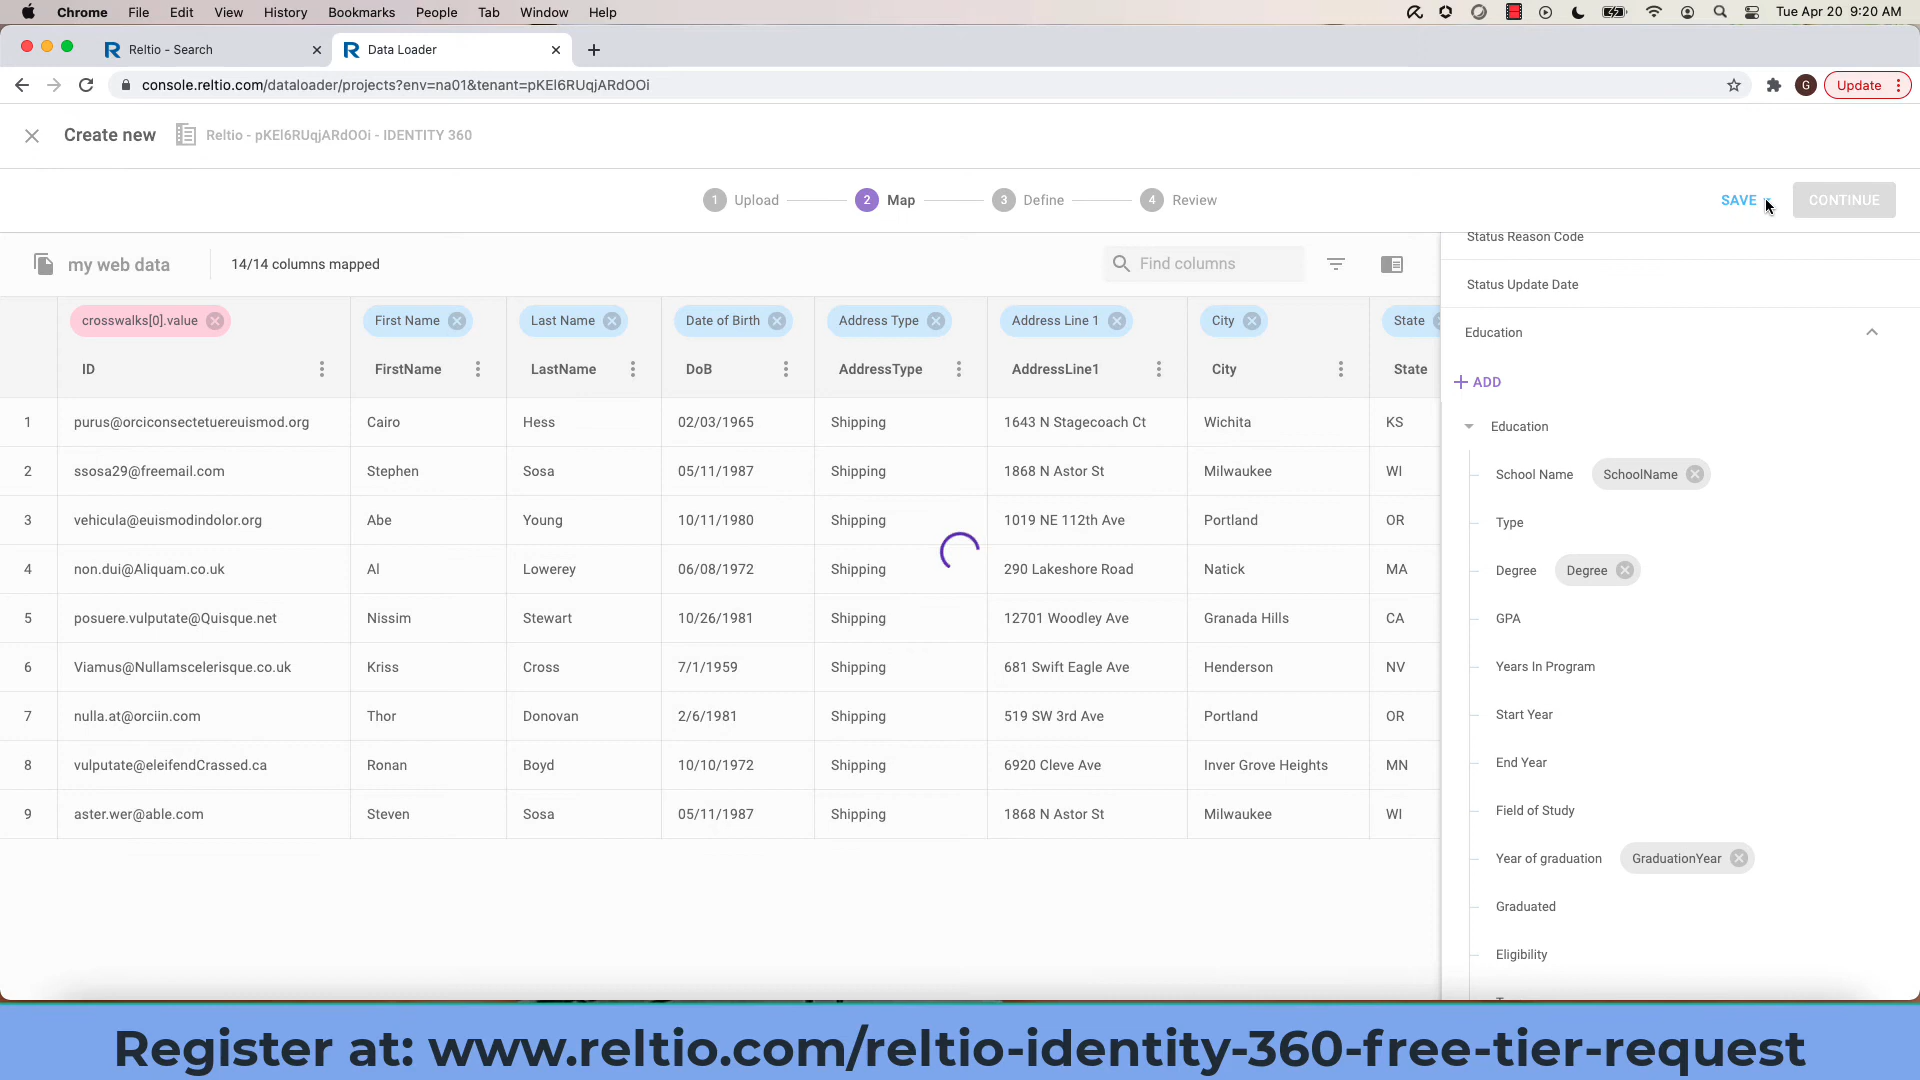 Chrome File Edit View History Bookmarks People Tab Window Help Tue Apr 20 9:20 AM
Reltio - Search Data Loader
console.reltio.com/dataloader/projects?env=na01&tenant=pKEl6RUqjARdOOi G Update
Create new Reltio - pKEl6RUqjARdOOi - IDENTITY 360
1 Upload 2 Map 3 Define 4 Review SAVE CONTINUE
my web data 14/14 columns mapped Find columns
crosswalks[0].value First Name Last Name Date of Birth Address Type Address Line 1 City State
ID FirstName LastName DoB AddressType AddressLine1 City State
1 purus@orciconsectetuereuismod.org Cairo Hess 02/03/1965 Shipping 1643 N Stagecoach Ct Wichita KS
2 ssosa29@freemail.com Stephen Sosa 05/11/1987 Shipping 1868 N Astor St Milwaukee WI
3 vehicula@euismodindolor.org Abe Young 10/11/1980 Shipping 1019 NE 112th Ave Portland OR
4 non.dui@Aliquam.co.uk Al Lowerey 06/08/1972 Shipping 290 Lakeshore Road Natick MA
5 posuere.vulputate@Quisque.net Nissim Stewart 10/26/1981 Shipping 12701 Woodley Ave Granada Hills CA
6 Viamus@Nullamscelerisque.co.uk Kriss Cross 7/1/1959 Shipping 681 Swift Eagle Ave Henderson NV
7 nulla.at@orciin.com Thor Donovan 2/6/1981 Shipping 519 SW 3rd Ave Portland OR
8 vulputate@eleifendCrassed.ca Ronan Boyd 10/10/1972 Shipping 6920 Cleve Ave Inver Grove Heights MN
9 aster.wer@able.com Steven Sosa 05/11/1987 Shipping 1868 N Astor St Milwaukee WI
Status Reason Code
Status Update Date
Education
+ ADD
Education
School Name SchoolName
Type
Degree Degree
GPA
Years In Program
Start Year
End Year
Field of Study
Year of graduation GraduationYear
Graduated
Eligibility
Register at: www.reltio.com/reltio-identity-360-free-tier-request